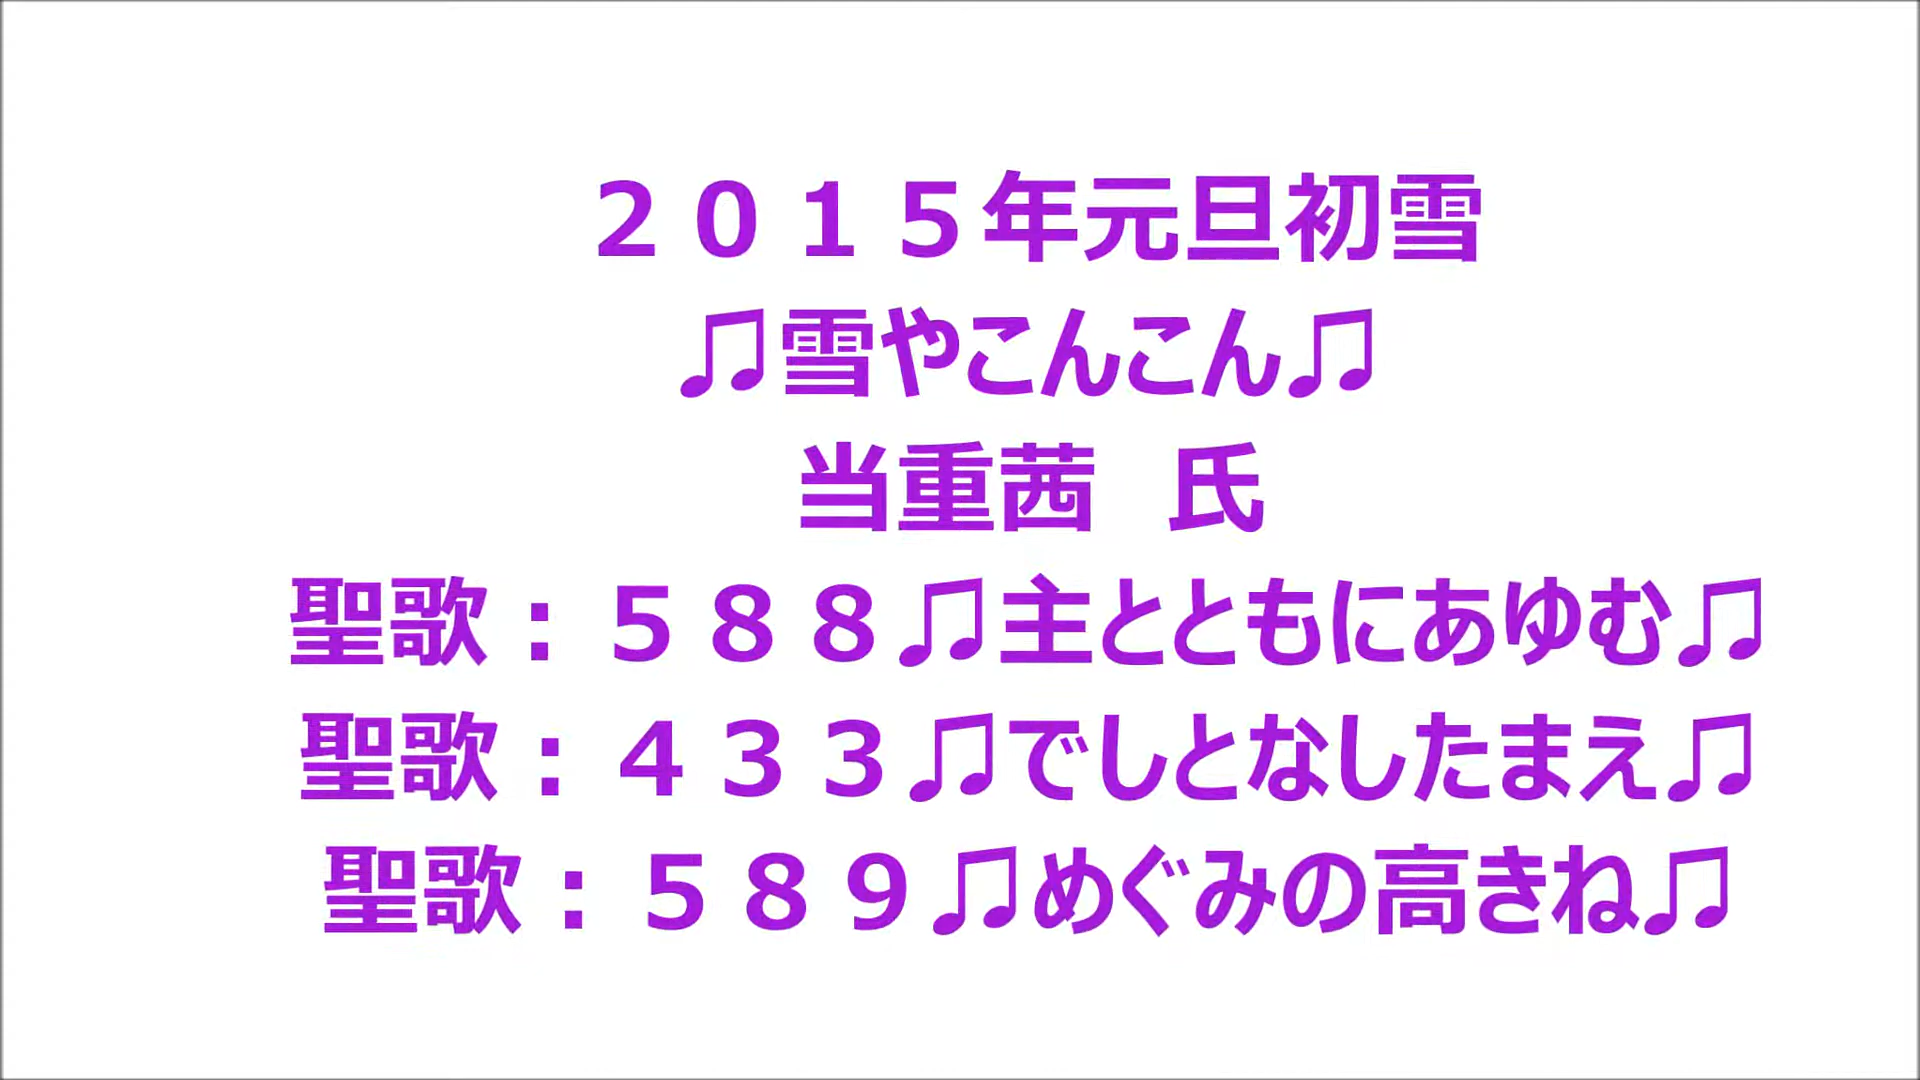 ２０１５年元旦初雪
♫雪やこんこん♫
当重茜　氏
聖歌：５８８♫主とともにあゆむ♫
聖歌：４３３♫でしとなしたまえ♫
聖歌：５８９♫めぐみの高きね♫